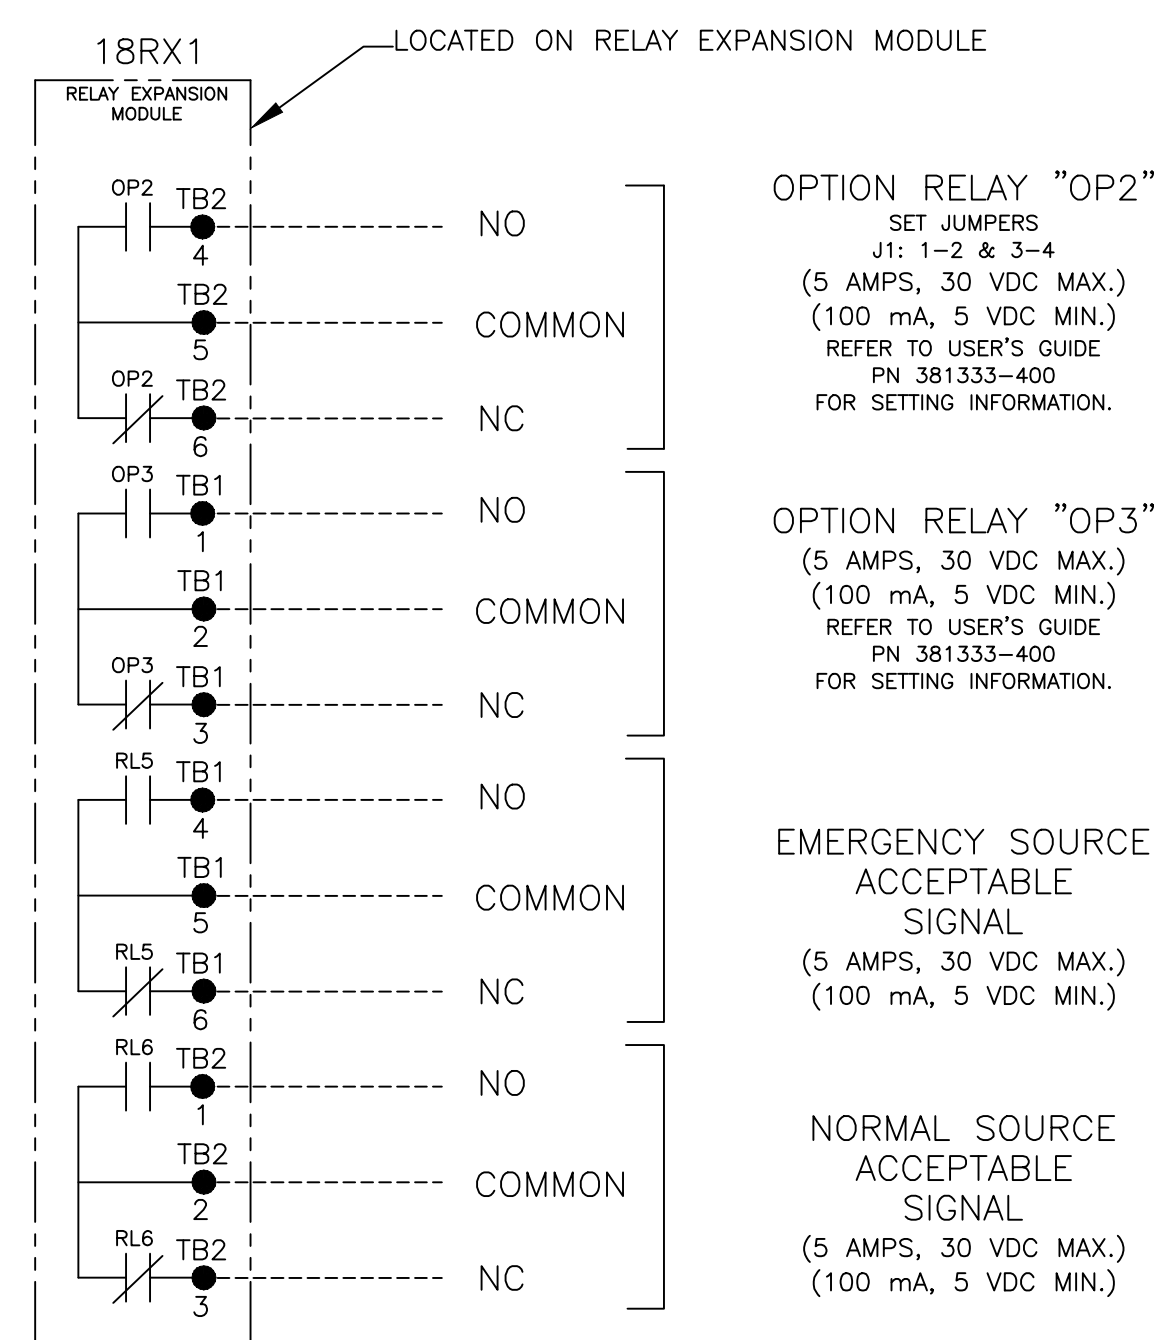 18RX1
LOCATED ON RELAY EXPANSION MODULE
RELAY EXPANSION
MODULE
OP2 TB2
4
NO
TB2
5
COMMON
OP2 TB2
6
NC
OPTION RELAY "OP2"
SET JUMPERS
J1: 1-2 & 3-4
(5 AMPS, 30 VDC MAX.)
(100 mA, 5 VDC MIN.)
REFER TO USER'S GUIDE
PN 381333-400
FOR SETTING INFORMATION.
OP3 TB1
1
NO
TB1
2
COMMON
OP3 TB1
3
NC
OPTION RELAY "OP3"
(5 AMPS, 30 VDC MAX.)
(100 mA, 5 VDC MIN.)
REFER TO USER'S GUIDE
PN 381333-400
FOR SETTING INFORMATION.
RL5 TB1
4
NO
TB1
5
COMMON
RL5 TB1
6
NC
EMERGENCY SOURCE
ACCEPTABLE
SIGNAL
(5 AMPS, 30 VDC MAX.)
(100 mA, 5 VDC MIN.)
RL6 TB2
1
NO
TB2
2
COMMON
RL6 TB2
3
NC
NORMAL SOURCE
ACCEPTABLE
SIGNAL
(5 AMPS, 30 VDC MAX.)
(100 mA, 5 VDC MIN.)